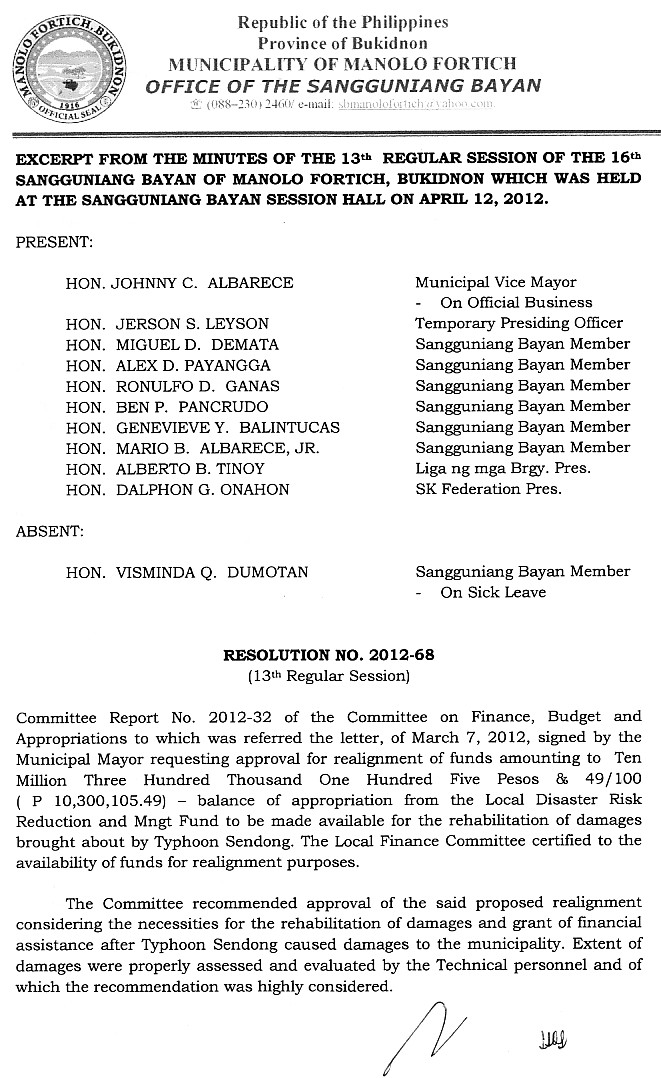 MANOLO FORTICH, BUKIDNON
1916
OFFICIAL SEAL
Republic of the Philippines
Province of Bukidnon
MUNICIPALITY OF MANOLO FORTICH
OFFICE OF THE SANGGUNIANG BAYAN
☏ (088–230) 2460/ e-mail: sbmanolofortich@yahoo.com.
EXCERPT FROM THE MINUTES OF THE 13th REGULAR SESSION OF THE 16th
SANGGUNIANG BAYAN OF MANOLO FORTICH, BUKIDNON WHICH WAS HELD
AT THE SANGGUNIANG BAYAN SESSION HALL ON APRIL 12, 2012.
PRESENT:
HON. JOHNNY C. ALBARECE Municipal Vice Mayor
- On Official Business
HON. JERSON S. LEYSON Temporary Presiding Officer
HON. MIGUEL D. DEMATA Sangguniang Bayan Member
HON. ALEX D. PAYANGGA Sangguniang Bayan Member
HON. RONULFO D. GANAS Sangguniang Bayan Member
HON. BEN P. PANCRUDO Sangguniang Bayan Member
HON. GENEVIEVE Y. BALINTUCAS Sangguniang Bayan Member
HON. MARIO B. ALBARECE, JR. Sangguniang Bayan Member
HON. ALBERTO B. TINOY Liga ng mga Brgy. Pres.
HON. DALPHON G. ONAHON SK Federation Pres.
ABSENT:
HON. VISMINDA Q. DUMOTAN Sangguniang Bayan Member
- On Sick Leave
RESOLUTION NO. 2012-68
(13th Regular Session)
Committee Report No. 2012-32 of the Committee on Finance, Budget and
Appropriations to which was referred the letter, of March 7, 2012, signed by the
Municipal Mayor requesting approval for realignment of funds amounting to Ten
Million Three Hundred Thousand One Hundred Five Pesos & 49/100
( P 10,300,105.49) – balance of appropriation from the Local Disaster Risk
Reduction and Mngt Fund to be made available for the rehabilitation of damages
brought about by Typhoon Sendong. The Local Finance Committee certified to the
availability of funds for realignment purposes.
The Committee recommended approval of the said proposed realignment
considering the necessities for the rehabilitation of damages and grant of financial
assistance after Typhoon Sendong caused damages to the municipality. Extent of
damages were properly assessed and evaluated by the Technical personnel and of
which the recommendation was highly considered.